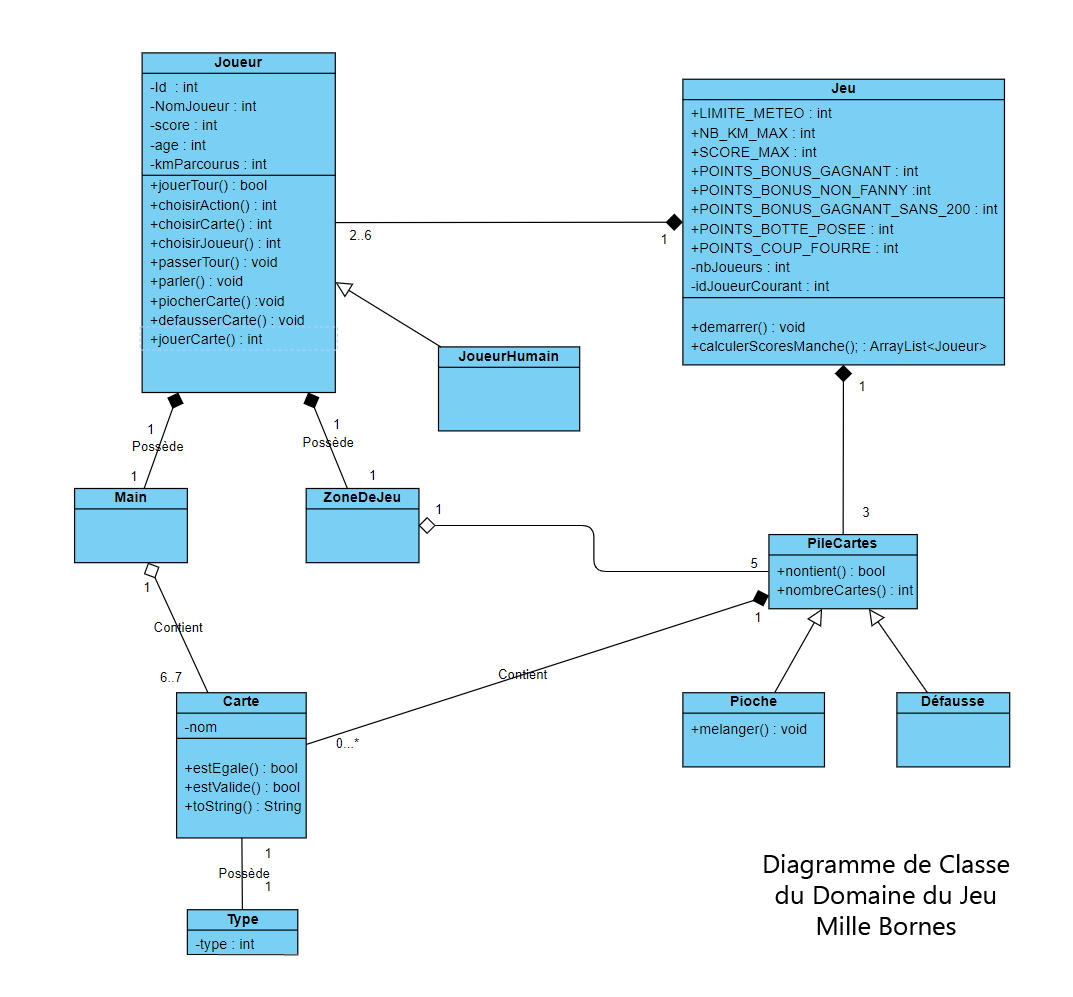 Joueur
-Id : int
-NomJoueur : int
-score : int
-age : int
-kmParcourus : int
+jouerTour() : bool
+choisirAction() : int
+choisirCarte() : int
+choisirJoueur() : int
+passerTour() : void
+parler() : void
+piocherCarte() :void
+defausserCarte() : void
+jouerCarte() : int
Jeu
+LIMITE_METEO : int
+NB_KM_MAX : int
+SCORE_MAX : int
+POINTS_BONUS_GAGNANT : int
+POINTS_BONUS_NON_FANNY :int
+POINTS_BONUS_GAGNANT_SANS_200 : int
+POINTS_BOTTE_POSEE : int
+POINTS_COUP_FOURRE : int
-nbJoueurs : int
-idJoueurCourant : int
+demarrer() : void
+calculerScoresManche(); : ArrayList<Joueur>
2..6
1
JoueurHumain
1
Possède
1
1
Possède
1
1
3
Main
ZoneDeJeu
1
5
PileCartes
+nontient() : bool
+nombreCartes() : int
1
Contient
6..7
1
Contient
0...*
Carte
-nom
+estEgale() : bool
+estValide() : bool
+toString() : String
Pioche
+melanger() : void
Défausse
1
Possède
1
Type
-type : int
Diagramme de Classe
du Domaine du Jeu
Mille Bornes